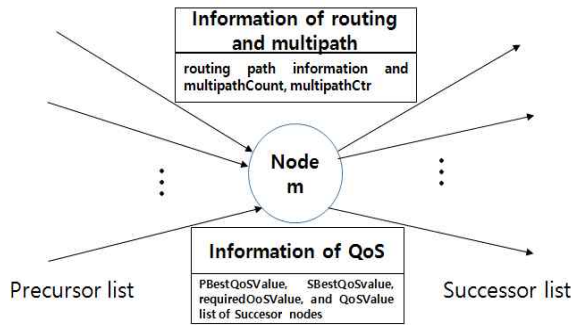 Information of routing
and multipath
routing path information and
multipathCount, multipathCtr
Node
m
Information of QoS
PBestQoSValue, SBestQoSvalue,
requiredOoSValue, and QoSValue
list of Succesor nodes
Precursor list
Successor list